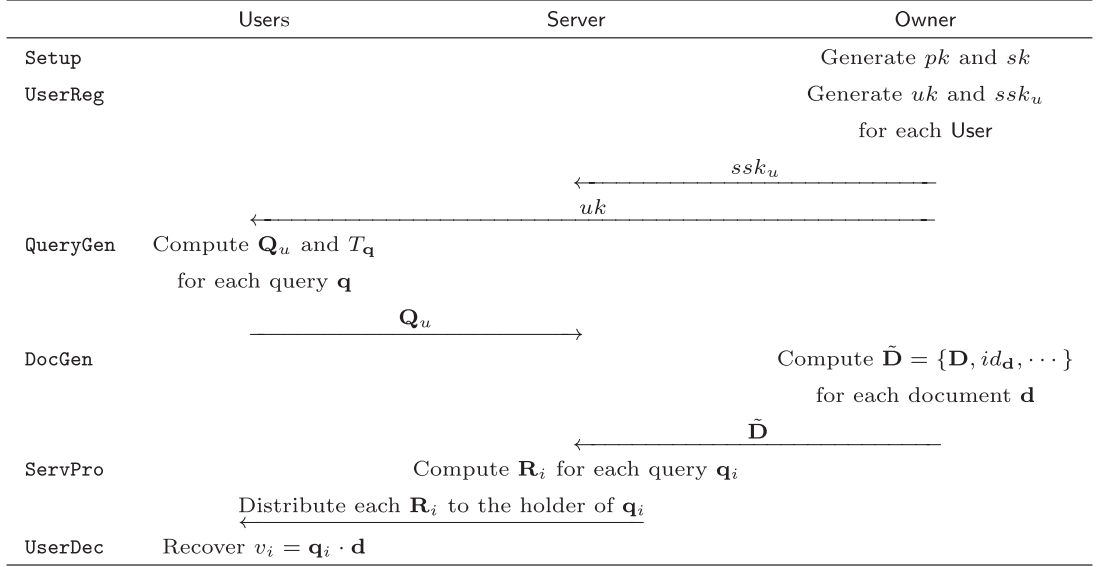 Users Server Owner
Setup Generate pk and sk
UserReg Generate uk and ssk_u
for each User
ssk_u
uk
QueryGen Compute Q_u and T_q
for each query q
Q_u
DocGen Compute D̃ = {D, id_d, ⋯}
for each document d
D̃
ServPro Compute R_i for each query q_i
Distribute each R_i to the holder of q_i
UserDec Recover v_i = q_i · d